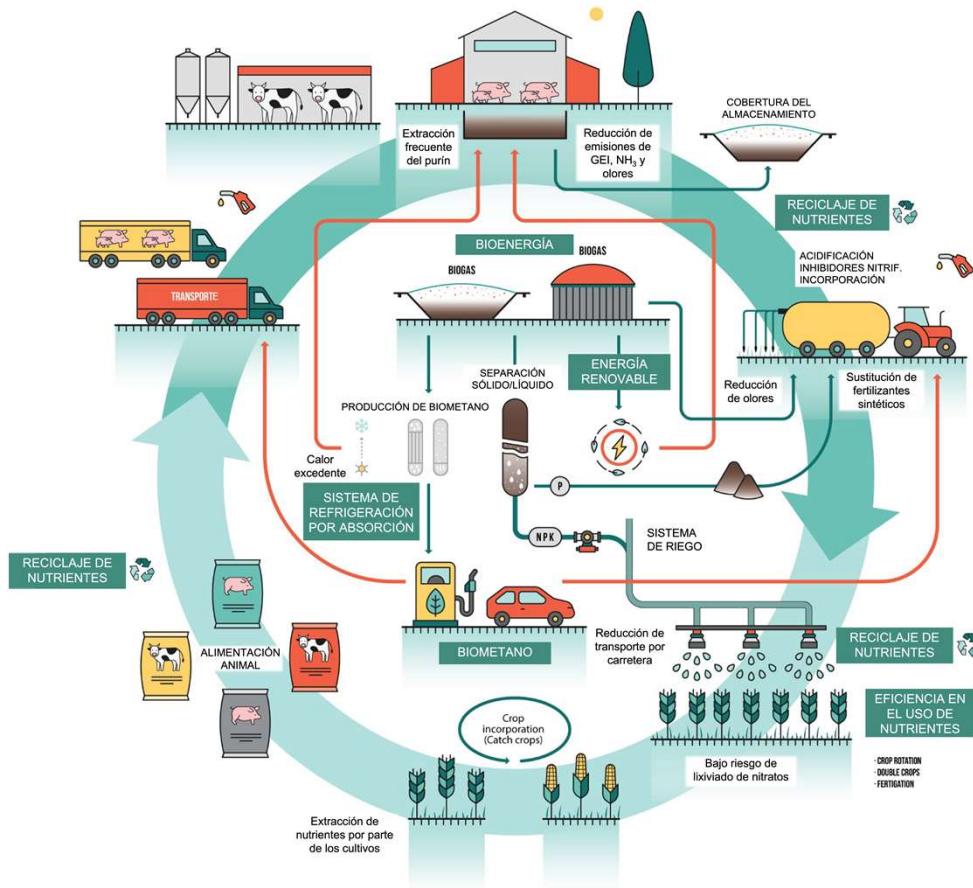 Extracción
frecuente
del purín
Reducción de
emisiones de
GEI, NH₃ y
olores
COBERTURA DEL
ALMACENAMIENTO
RECICLAJE DE
NUTRIENTES
BIOENERGÍA
BIOGAS
BIOGAS
ACIDIFICACIÓN
INHIBIDORES NITRIF.
INCORPORACIÓN
TRANSPORTE
SEPARACIÓN
SÓLIDO/LÍQUIDO
ENERGÍA
RENOVABLE
Reducción
de olores
Sustitución de
fertilizantes
sintéticos
PRODUCCIÓN DE BIOMETANO
Calor
excedente
SISTEMA DE
REFRIGERACIÓN
POR ABSORCIÓN
P
NPK
SISTEMA
DE RIEGO
RECICLAJE DE
NUTRIENTES
ALIMENTACIÓN
ANIMAL
BIOMETANO
Reducción de
transporte por
carretera
RECICLAJE DE
NUTRIENTES
EFICIENCIA EN
EL USO DE
NUTRIENTES
· CROP ROTATION
· DOUBLE CROPS
· FERTIGATION
Crop
incorporation
(Catch crops)
Bajo riesgo de
lixiviado de nitratos
Extracción de
nutrientes por parte
de los cultivos